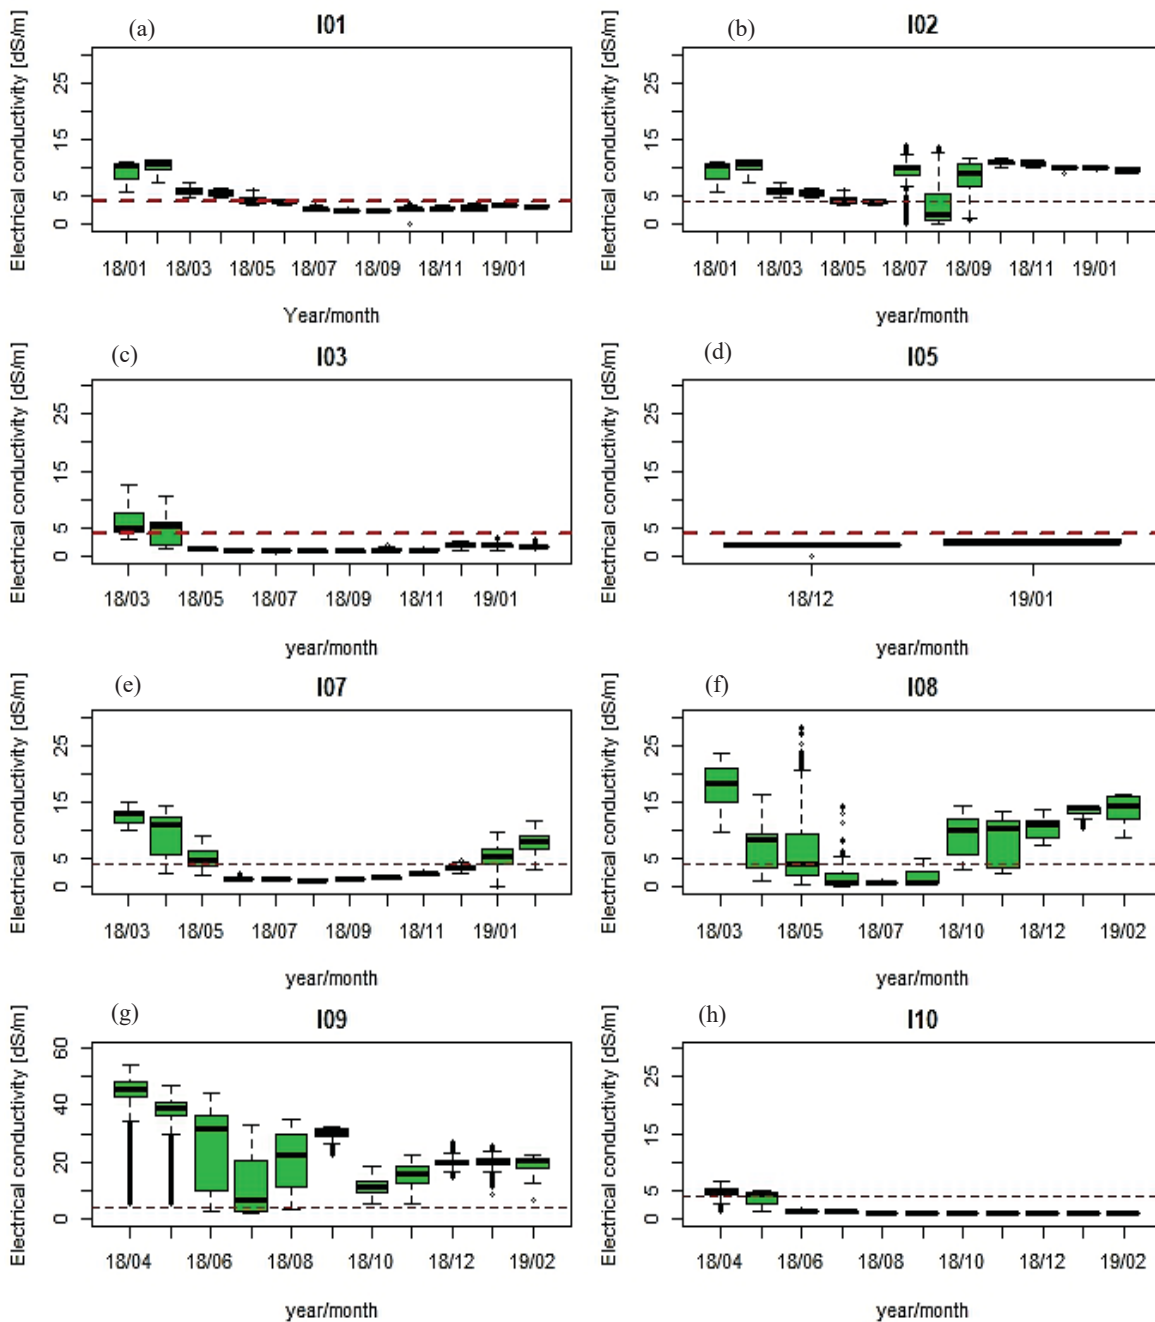 (a) I01
Electrical conductivity [dS/m]
25
15
5
0
18/01 18/03 18/05 18/07 18/09 18/11 19/01
Year/month
(b) I02
Electrical conductivity [dS/m]
25
15
5
0
18/01 18/03 18/05 18/07 18/09 18/11 19/01
year/month
(c) I03
Electrical conductivity [dS/m]
25
15
5
0
18/03 18/05 18/07 18/09 18/11 19/01
year/month
(d) I05
Electrical conductivity [dS/m]
25
15
5
0
18/12 19/01
year/month
(e) I07
Electrical conductivity [dS/m]
25
15
5
0
18/03 18/05 18/07 18/09 18/11 19/01
year/month
(f) I08
Electrical conductivity [dS/m]
25
15
5
0
18/03 18/05 18/07 18/10 18/12 19/02
year/month
(g) I09
Electrical conductivity [dS/m]
60
40
20
0
18/04 18/06 18/08 18/10 18/12 19/02
year/month
(h) I10
Electrical conductivity [dS/m]
25
15
5
0
18/04 18/06 18/08 18/10 18/12 19/02
year/month